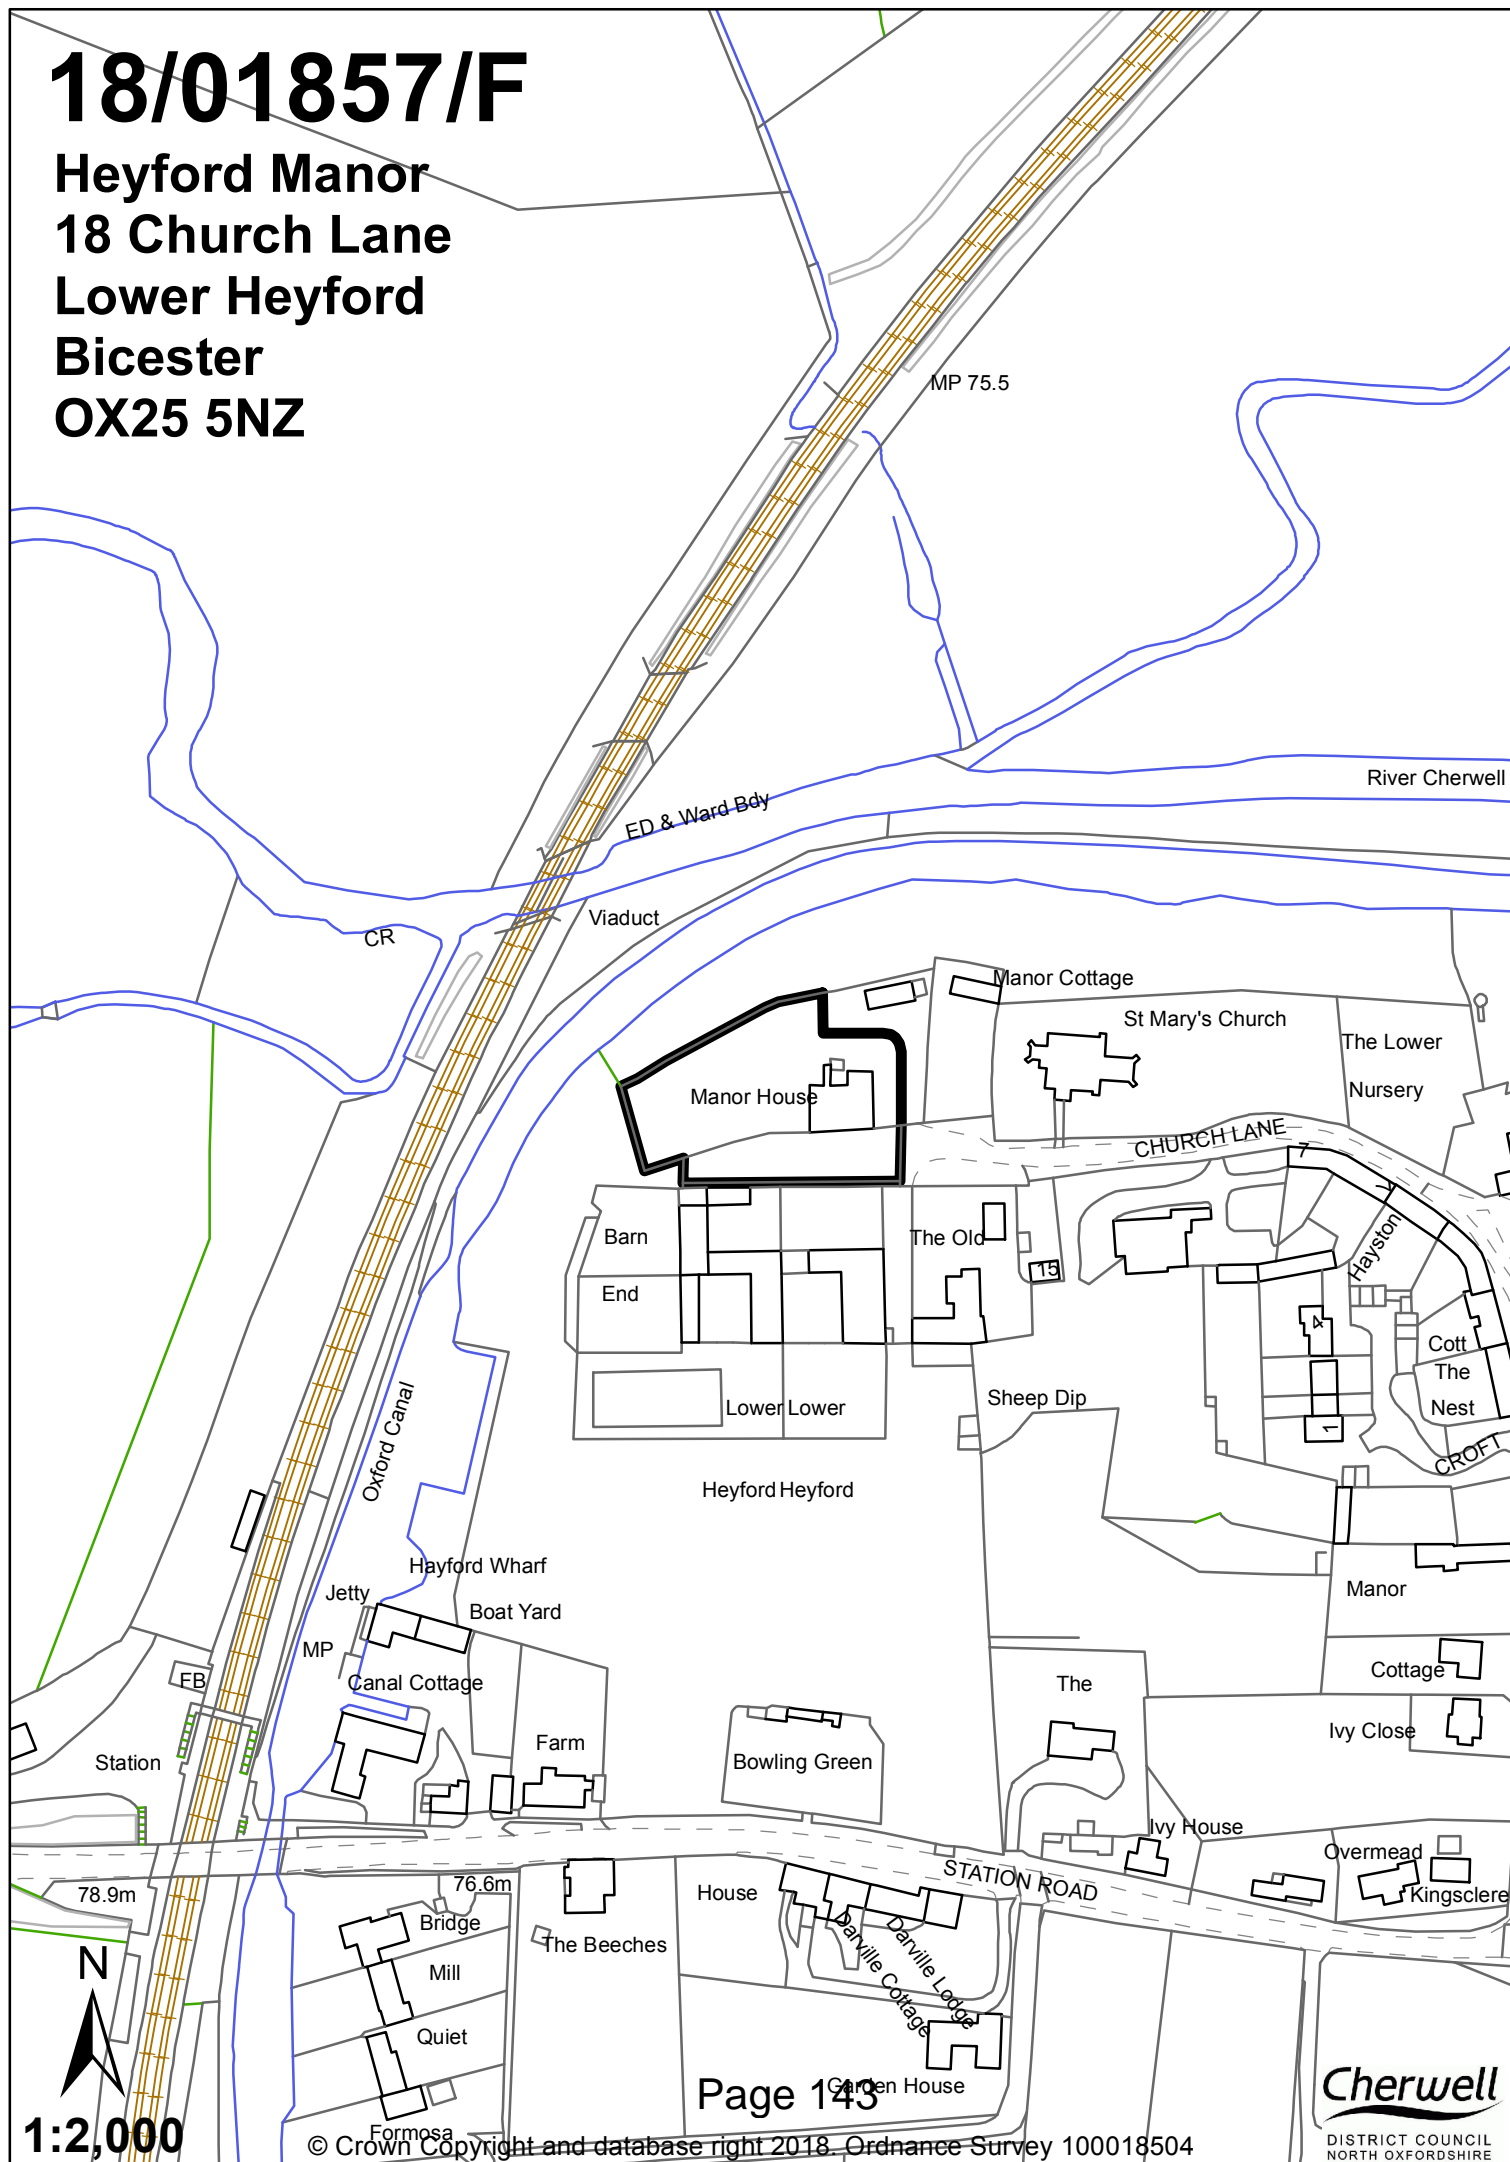 18/01857/F
Heyford Manor
18 Church Lane
Lower Heyford
Bicester
OX25 5NZ
MP 75.5
River Cherwell
ED & Ward Bdy
Viaduct
CR
Manor Cottage
St Mary's Church
The Lower
Nursery
Manor House
CHURCH LANE
7
Barn
The Old
End
15
Hayston
4
Cott
The
Nest
Sheep Dip
Lower Lower
1
CROFT
Oxford Canal
Heyford Heyford
Hayford Wharf
Jetty
Boat Yard
Manor
MP
FB
Canal Cottage
The
Cottage
Station
Farm
Bowling Green
Ivy Close
Ivy House
Overmead
STATION ROAD
Kingsclere
78.9m
76.6m
House
Bridge
The Beeches
Darville Cottage
Darville Lodge
N
Mill
Quiet
Garden House
Page 143
Formosa
1:2,000
© Crown Copyright and database right 2018. Ordnance Survey 100018504
Cherwell
DISTRICT COUNCIL
NORTH OXFORDSHIRE